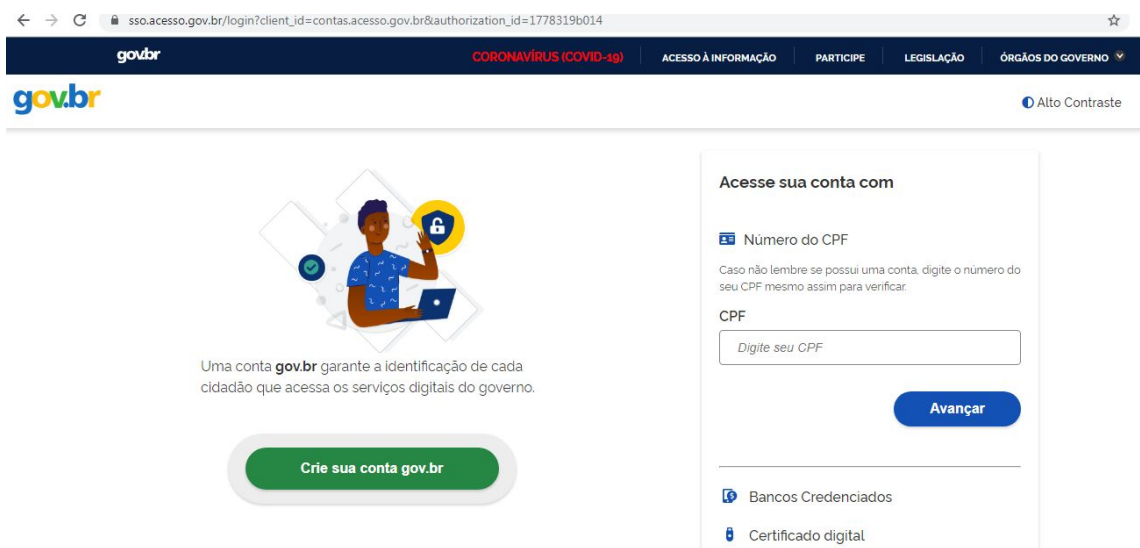 sso.acesso.gov.br/login?client_id=contas.acesso.gov.br&authorization_id=1778319b014
gov.br CORONAVÍRUS (COVID-19) ACESSO À INFORMAÇÃO PARTICIPE LEGISLAÇÃO ÓRGÃOS DO GOVERNO
gov.br Alto Contraste
Uma conta gov.br garante a identificação de cada
cidadão que acessa os serviços digitais do governo.
Crie sua conta gov.br
Acesse sua conta com
Número do CPF
Caso não lembre se possui uma conta, digite o número do
seu CPF mesmo assim para verificar.
CPF
Digite seu CPF
Avançar
Bancos Credenciados
Certificado digital